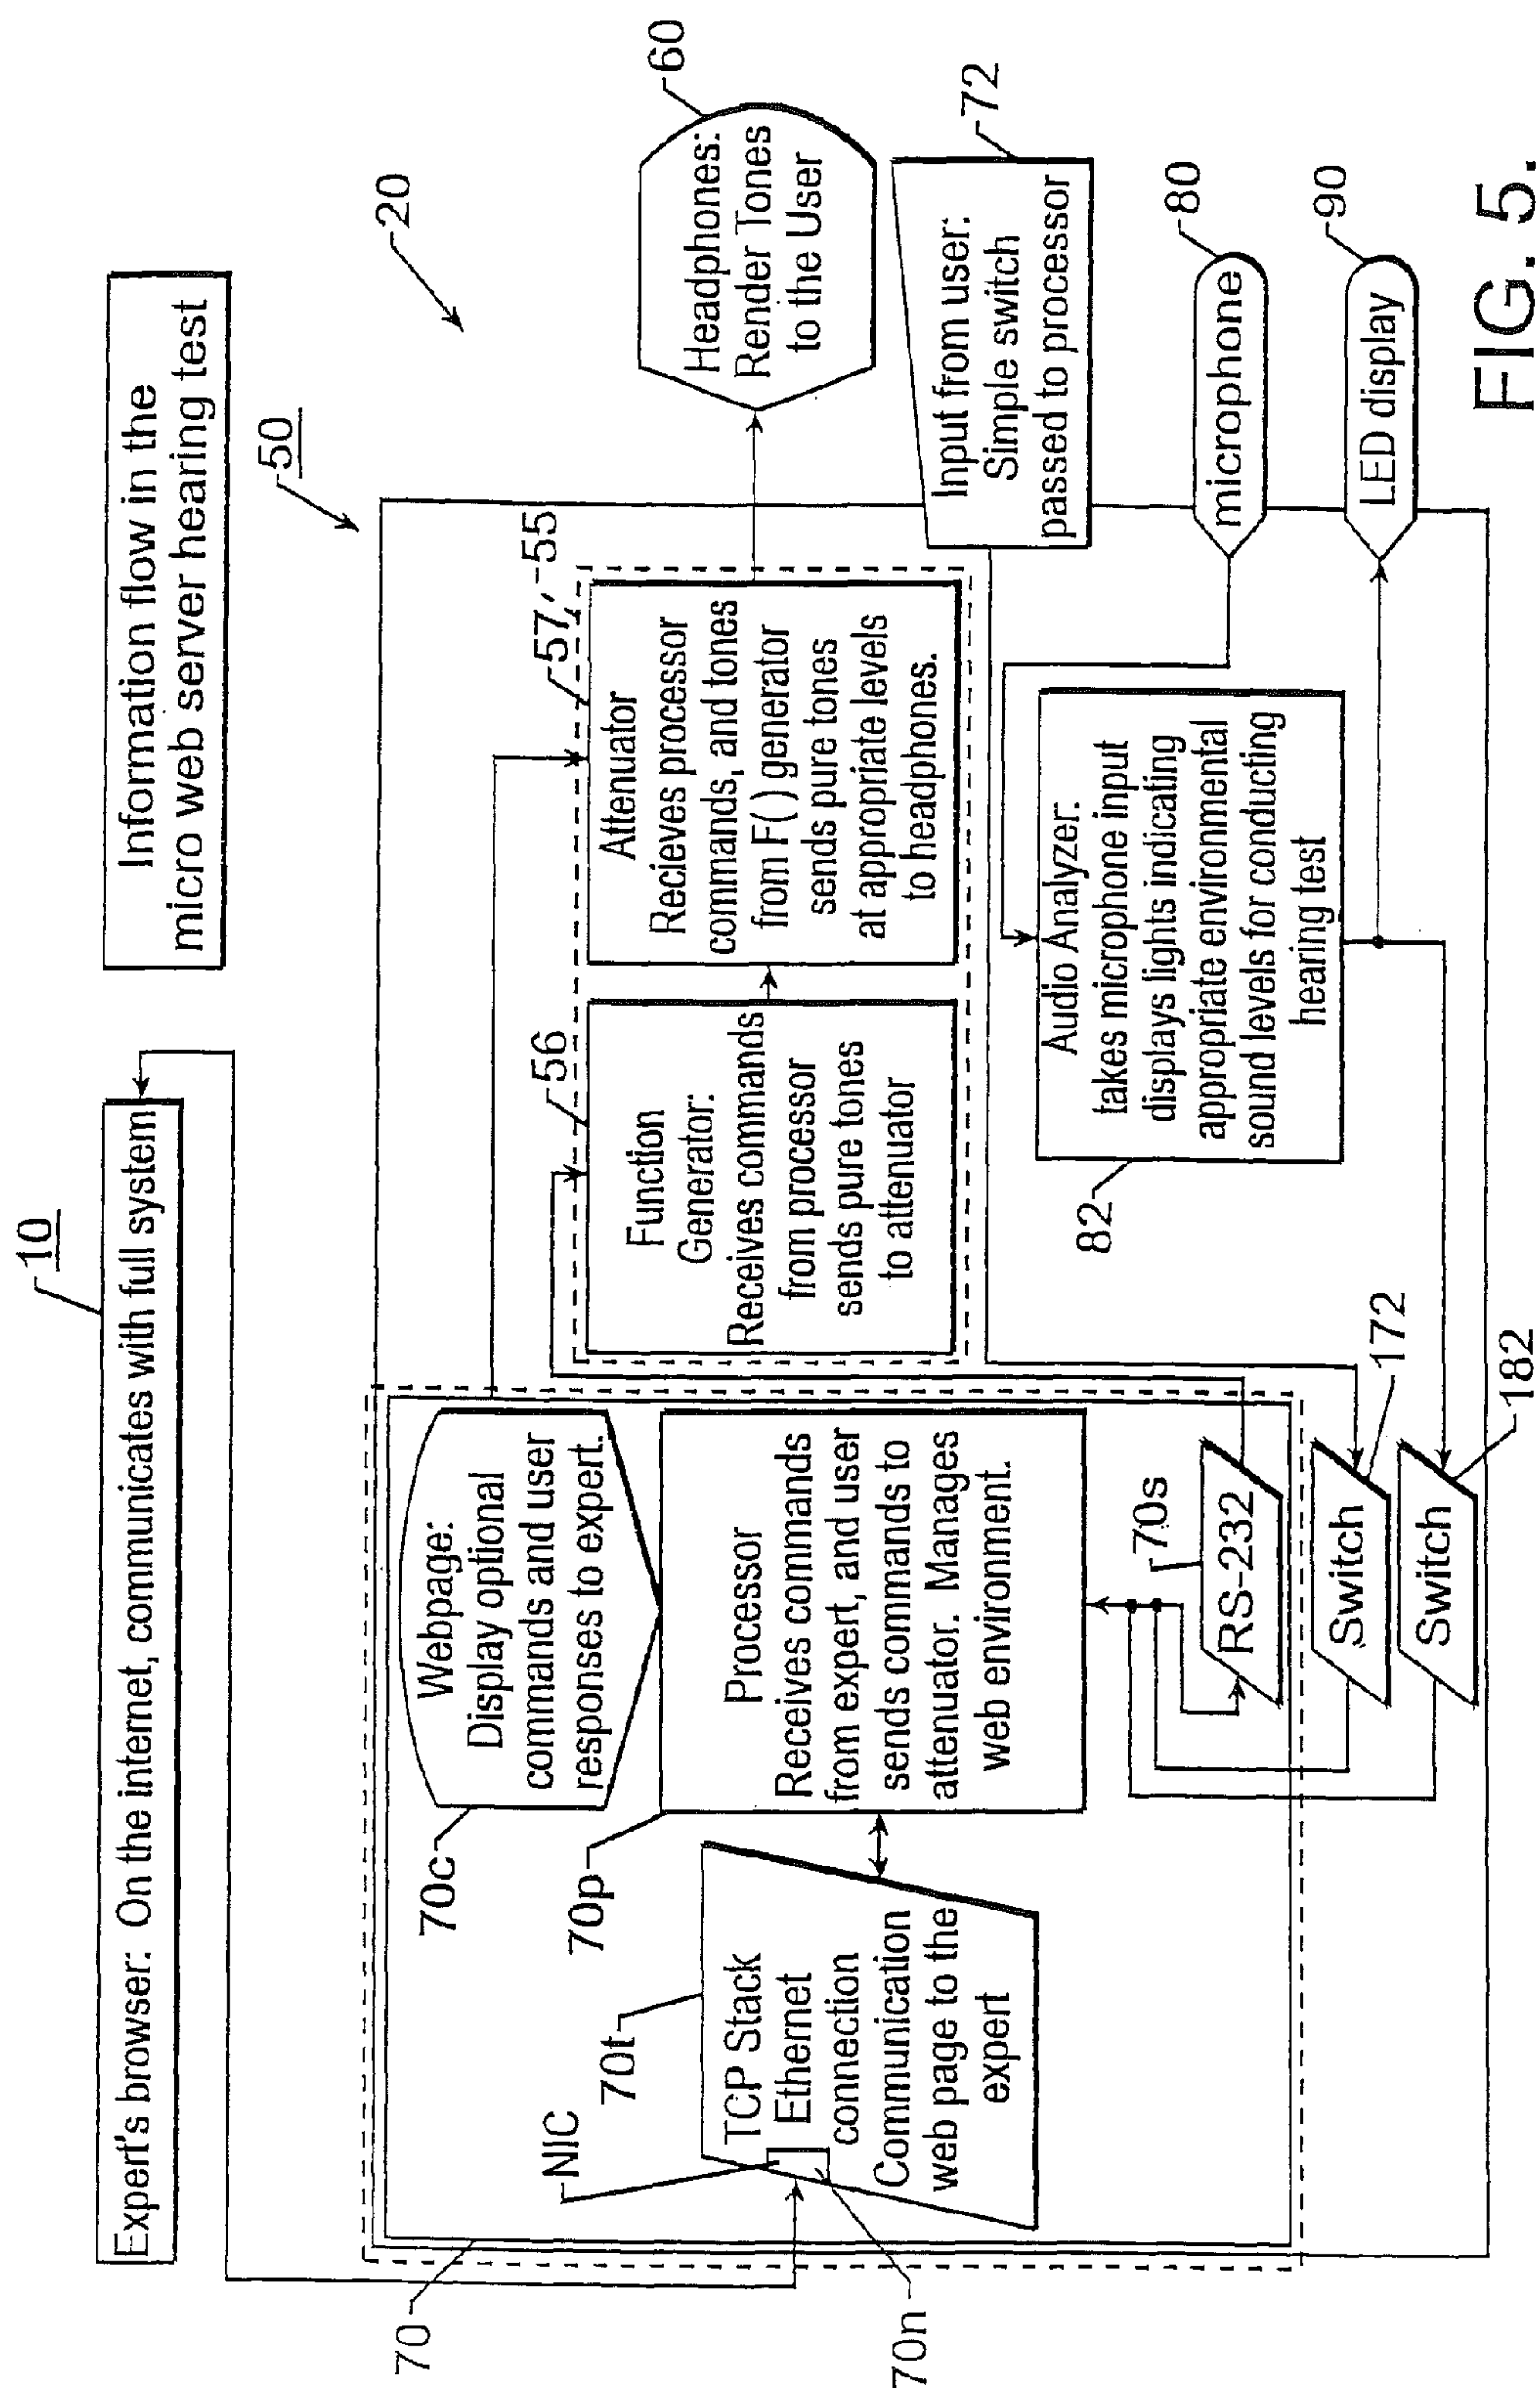 10
Expert's browser: On the internet, communicates with full system
Information flow in the
micro web server hearing test
50
20
70
NIC
70n
70t
TCP Stack
Ethernet
connection
Communication
web page to the
expert
70c
Webpage:
Display optional
commands and user
responses to expert.
70p
Processor
Receives commands
from expert, and user
sends commands to
attenuator. Manages
web environment.
70s
RS-232
Switch
172
Switch
182
56
Function
Generator:
Receives commands
from processor
sends pure tones
to attenuator
57
55
Attenuator
Recieves processor
commands, and tones
from F() generator
sends pure tones
at appropriate levels
to headphones.
60
Headphones:
Render Tones
to the User
72
Input from user:
Simple switch
passed to processor
82
Audio Analyzer:
takes microphone input
displays lights indicating
appropriate environmental
sound levels for conducting
hearing test
80
microphone
90
LED display
FIG. 5.